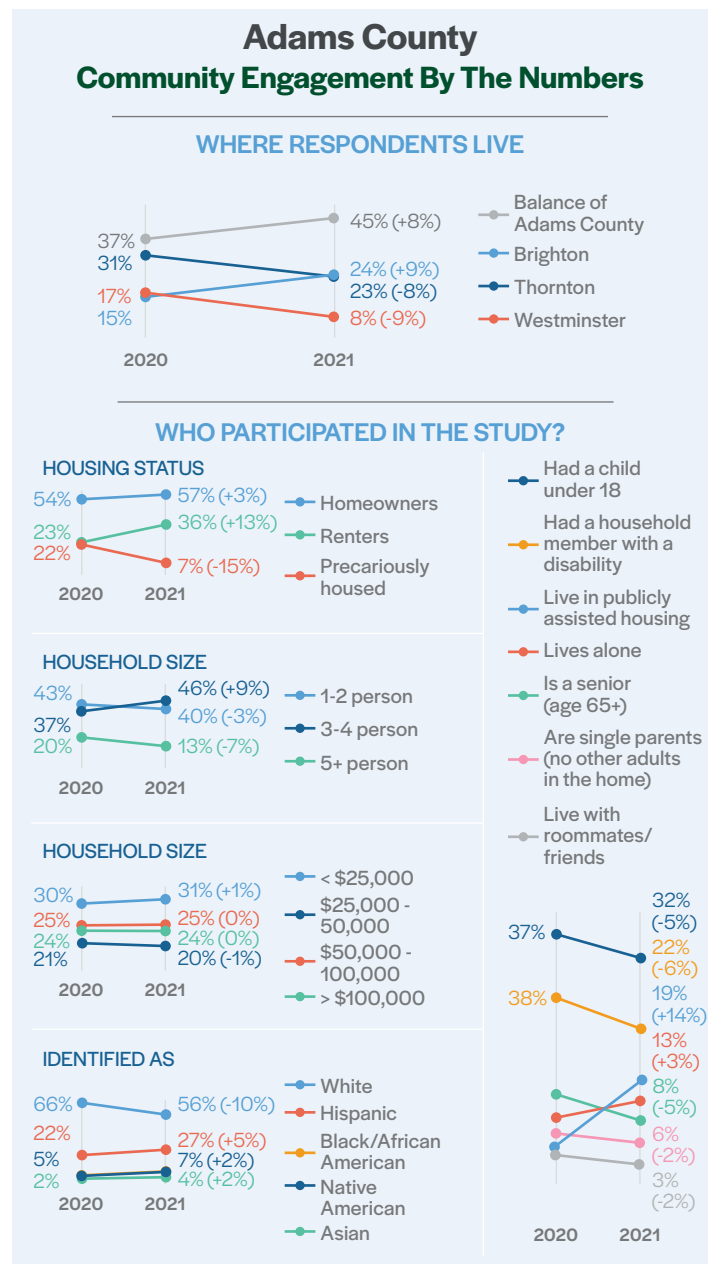 Adams County
Community Engagement By The Numbers
WHERE RESPONDENTS LIVE
37%
31%
17%
15%
45% (+8%)
24% (+9%)
23% (-8%)
8% (-9%)
2020
2021
Balance of
Adams County
Brighton
Thornton
Westminster
WHO PARTICIPATED IN THE STUDY?
HOUSING STATUS
54%
23%
22%
57% (+3%)
36% (+13%)
7% (-15%)
2020
2021
Homeowners
Renters
Precariously
housed
HOUSEHOLD SIZE
43%
37%
20%
46% (+9%)
40% (-3%)
13% (-7%)
2020
2021
1-2 person
3-4 person
5+ person
HOUSEHOLD SIZE
30%
25%
24%
21%
31% (+1%)
25% (0%)
24% (0%)
20% (-1%)
2020
2021
< $25,000
$25,000 -
50,000
$50,000 -
100,000
> $100,000
IDENTIFIED AS
66%
22%
5%
2%
56% (-10%)
27% (+5%)
7% (+2%)
4% (+2%)
2020
2021
White
Hispanic
Black/African
American
Native
American
Asian
Had a child
under 18
Had a household
member with a
disability
Live in publicly
assisted housing
Lives alone
Is a senior
(age 65+)
Are single parents
(no other adults
in the home)
Live with
roommates/
friends
37%
38%
32%
(-5%)
22%
(-6%)
19%
(+14%)
13%
(+3%)
8%
(-5%)
6%
(-2%)
3%
(-2%)
2020
2021